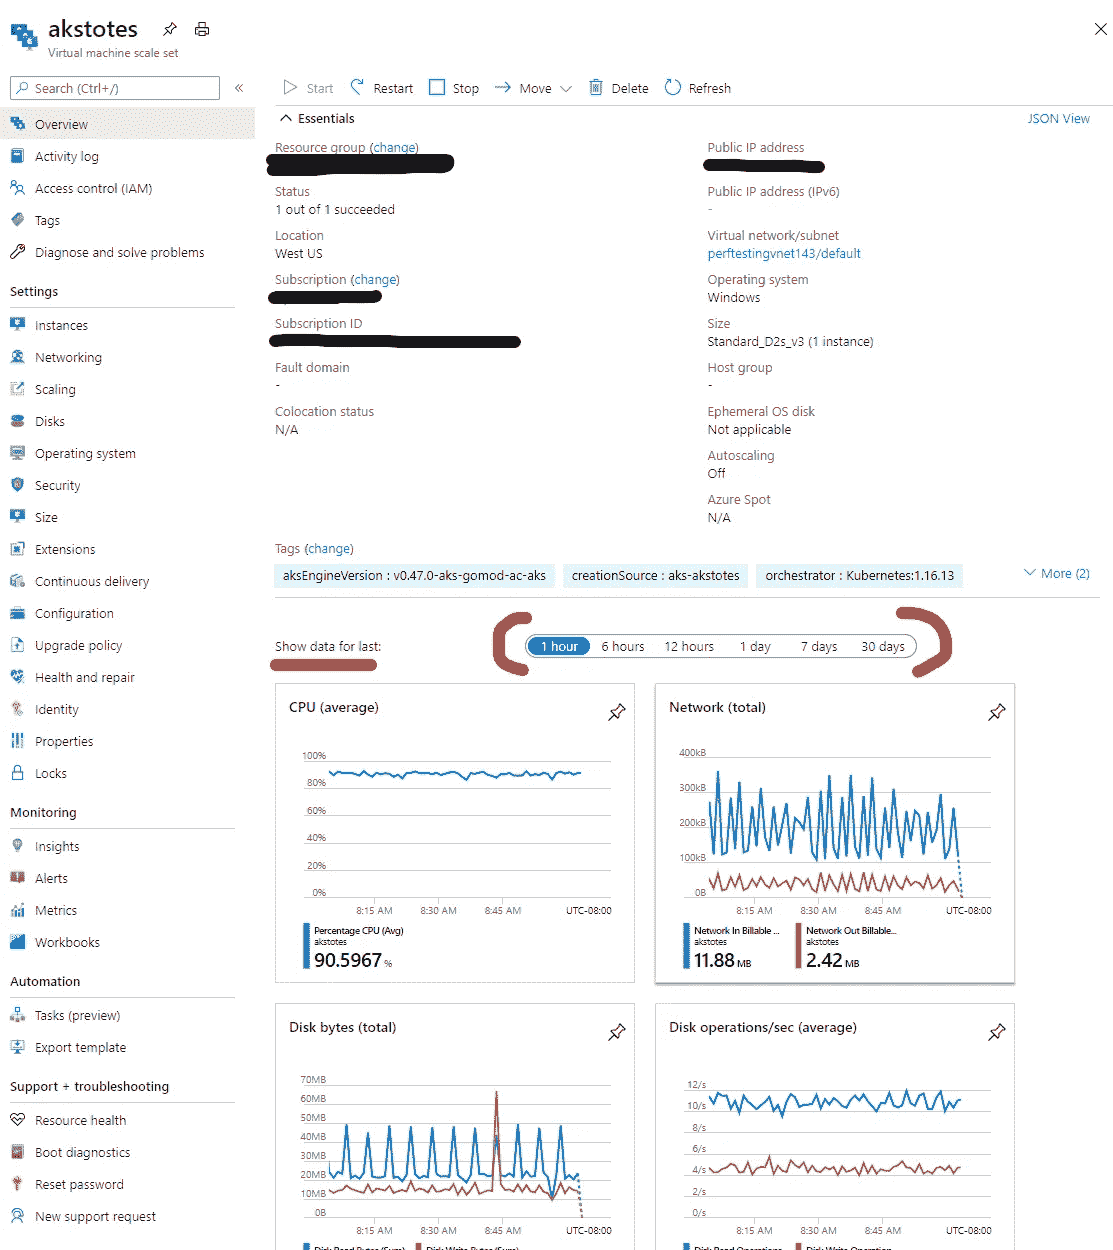 akstotes
Virtual machine scale set
Search (Ctrl+/)
«
Overview
Activity log
Access control (IAM)
Tags
Diagnose and solve problems
Settings
Instances
Networking
Scaling
Disks
Operating system
Security
Size
Extensions
Continuous delivery
Configuration
Upgrade policy
Health and repair
Identity
Properties
Locks
Monitoring
Insights
Alerts
Metrics
Workbooks
Automation
Tasks (preview)
Export template
Support + troubleshooting
Resource health
Boot diagnostics
Reset password
New support request
Start Restart Stop Move Delete Refresh
Essentials
JSON View
Resource group (change)
Status
1 out of 1 succeeded
Location
West US
Subscription (change)
Subscription ID
Fault domain
-
Colocation status
N/A
Public IP address
Public IP address (IPv6)
-
Virtual network/subnet
perftestingvnet143/default
Operating system
Windows
Size
Standard_D2s_v3 (1 instance)
Host group
-
Ephemeral OS disk
Not applicable
Autoscaling
Off
Azure Spot
N/A
Tags (change)
aksEngineVersion : v0.47.0-aks-gomod-ac-aks creationSource : aks-akstotes orchestrator : Kubernetes:1.16.13 More (2)
Show data for last: 1 hour 6 hours 12 hours 1 day 7 days 30 days
CPU (average)
100%
80%
60%
40%
20%
0%
8:15 AM 8:30 AM 8:45 AM UTC-08:00
Percentage CPU (Avg)
akstotes
90.5967 %
Network (total)
400kB
300kB
200kB
100kB
0B
8:15 AM 8:30 AM 8:45 AM UTC-08:00
Network In Billable ...
akstotes
11.88 MB
Network Out Billable...
akstotes
2.42 MB
Disk bytes (total)
70MB
60MB
50MB
40MB
30MB
20MB
10MB
0B
8:15 AM 8:30 AM 8:45 AM UTC-08:00
Disk Read Bytes (Sum) Disk Write Bytes (Sum)
Disk operations/sec (average)
12/s
10/s
8/s
6/s
4/s
2/s
0/s
8:15 AM 8:30 AM 8:45 AM UTC-08:00
Disk Read Operations Disk Write Operation